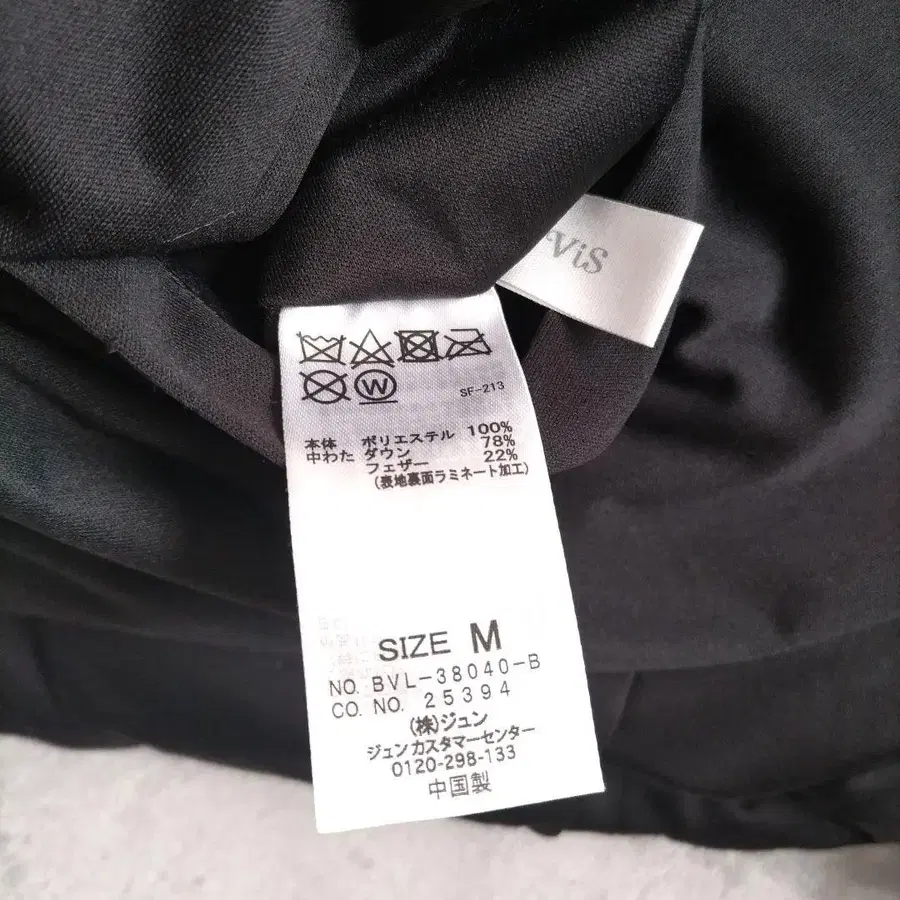 ViS
W
SF-213
本体 ポリエステル 100%
中わた ダウン 78%
フェザー 22%
(表地裏面ラミネート加工)
SIZE M
NO. BVL-38040-B
CO. NO. 25394
(株)ジュン
ジュンカスタマーセンター
0120-298-133
中国製